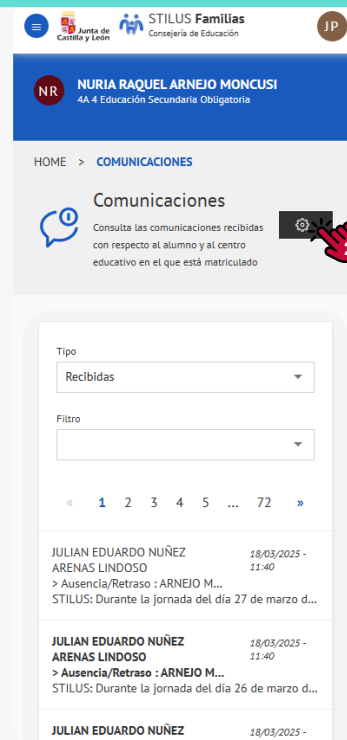 Junta de
Castilla y León
STILUS Familias
Consejería de Educación
JP
NR
NURIA RAQUEL ARNEJO MONCUSI
4A 4 Educación Secundaria Obligatoria
HOME > COMUNICACIONES
Comunicaciones
Consulta las comunicaciones recibidas
con respecto al alumno y al centro
educativo en el que está matriculado
Tipo
Recibidas
Filtro
« 1 2 3 4 5 ... 72 »
JULIAN EDUARDO NUÑEZ 18/03/2025 -
ARENAS LINDOSO 11:40
> Ausencia/Retraso : ARNEJO M...
STILUS: Durante la jornada del día 27 de marzo d...
JULIAN EDUARDO NUÑEZ 18/03/2025 -
ARENAS LINDOSO 11:40
> Ausencia/Retraso : ARNEJO M...
STILUS: Durante la jornada del día 26 de marzo d...
JULIAN EDUARDO NUÑEZ 18/03/2025 -